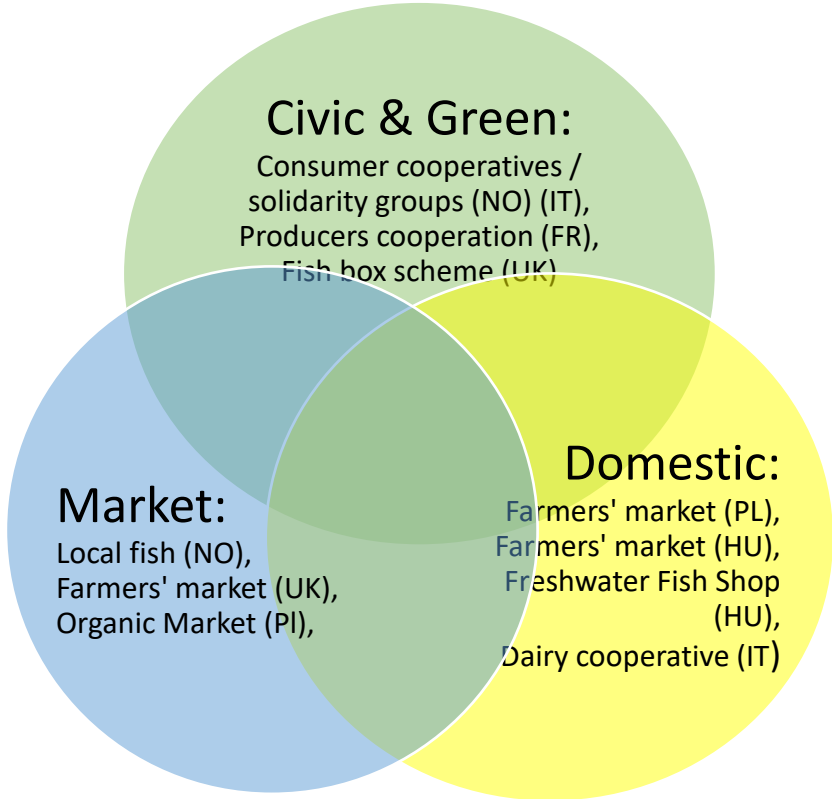 Civic & Green:
Consumer cooperatives /
solidarity groups (NO) (IT),
Producers cooperation (FR),
Fish box scheme (UK)
Market:
Local fish (NO),
Farmers' market (UK),
Organic Market (Pl),
Domestic:
Farmers' market (PL),
Farmers' market (HU),
Freshwater Fish Shop
(HU),
Dairy cooperative (IT)